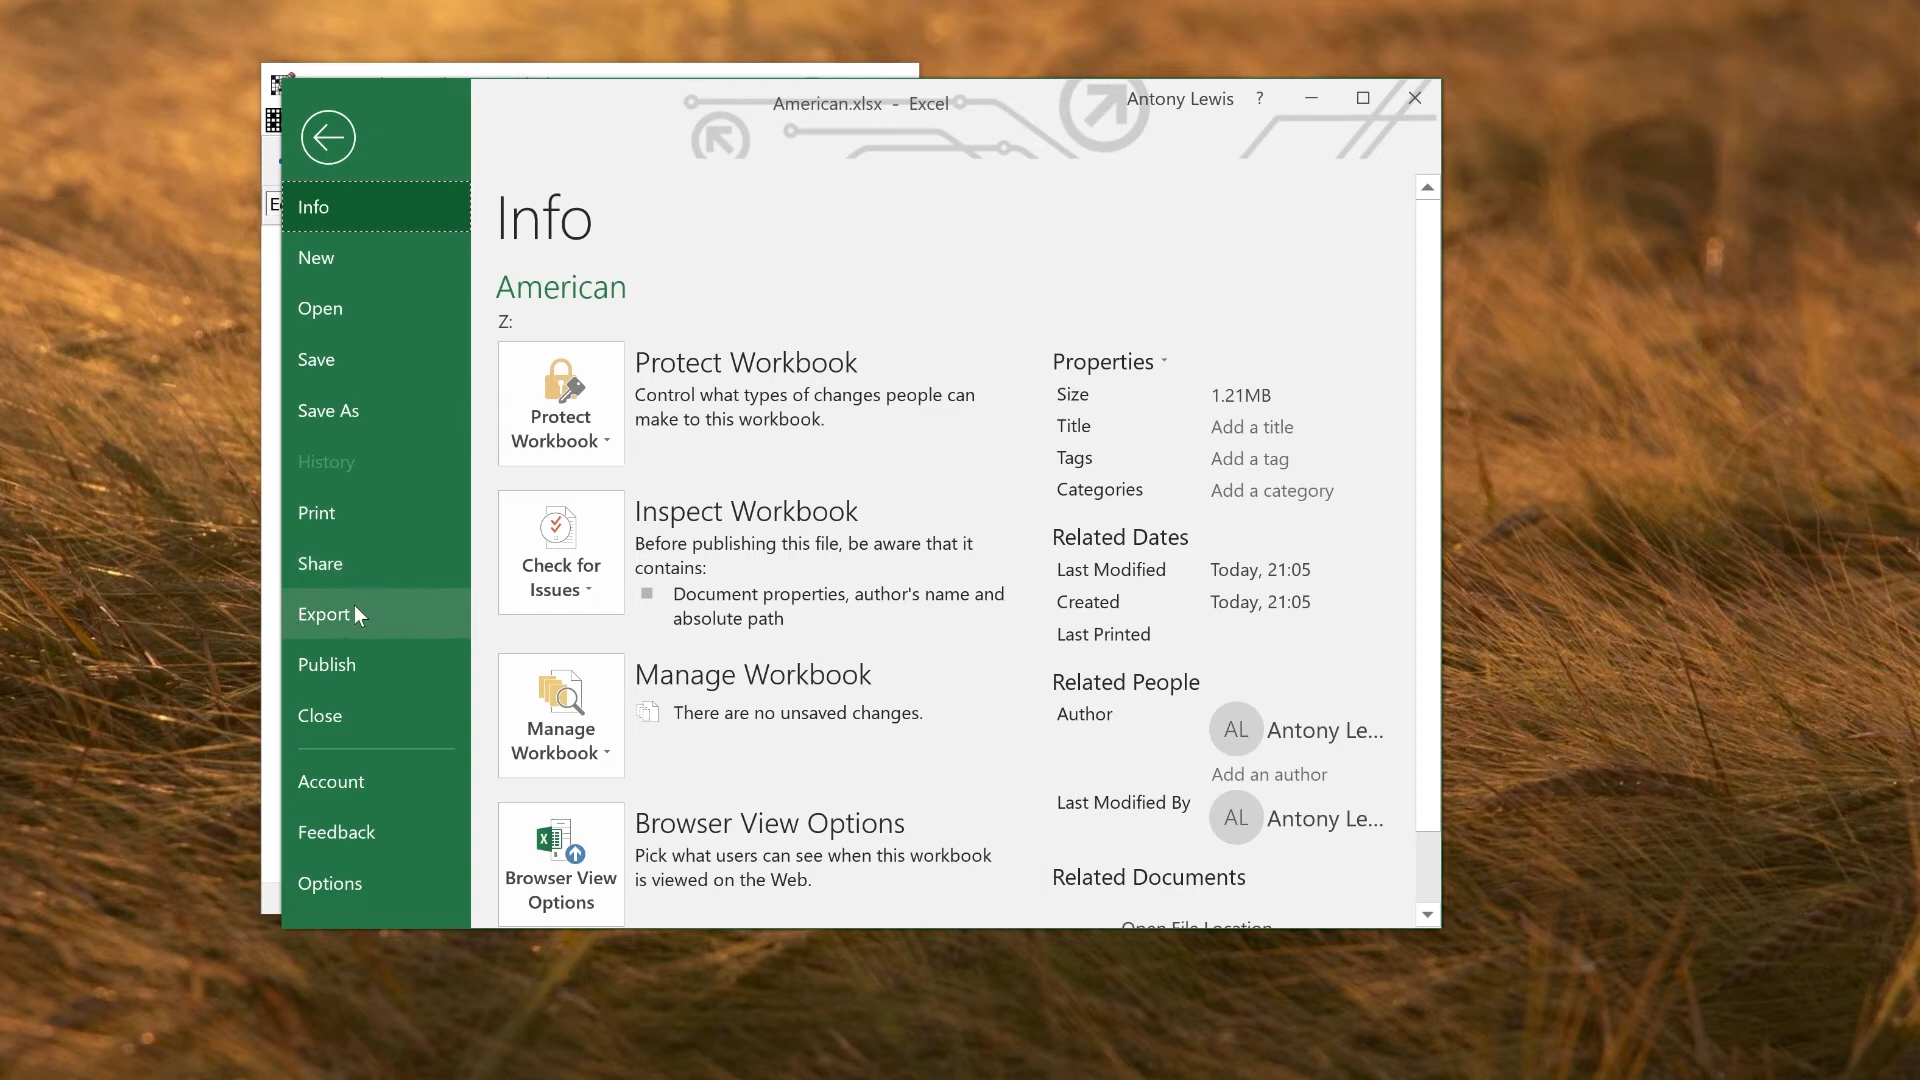 American.xlsx - Excel
Antony Lewis ?
Info
New
Open
Save
Save As
History
Print
Share
Export
Publish
Close
Account
Feedback
Options
Info
American
Z:
Protect
Workbook
Protect Workbook
Control what types of changes people can
make to this workbook.
Check for
Issues
Inspect Workbook
Before publishing this file, be aware that it
contains:
Document properties, author's name and
absolute path
Manage
Workbook
Manage Workbook
There are no unsaved changes.
Browser View
Options
Browser View Options
Pick what users can see when this workbook
is viewed on the Web.
Properties
Size 1.21MB
Title Add a title
Tags Add a tag
Categories Add a category
Related Dates
Last Modified Today, 21:05
Created Today, 21:05
Last Printed
Related People
Author
AL Antony Le...
Add an author
Last Modified By
AL Antony Le...
Related Documents
Open File Location